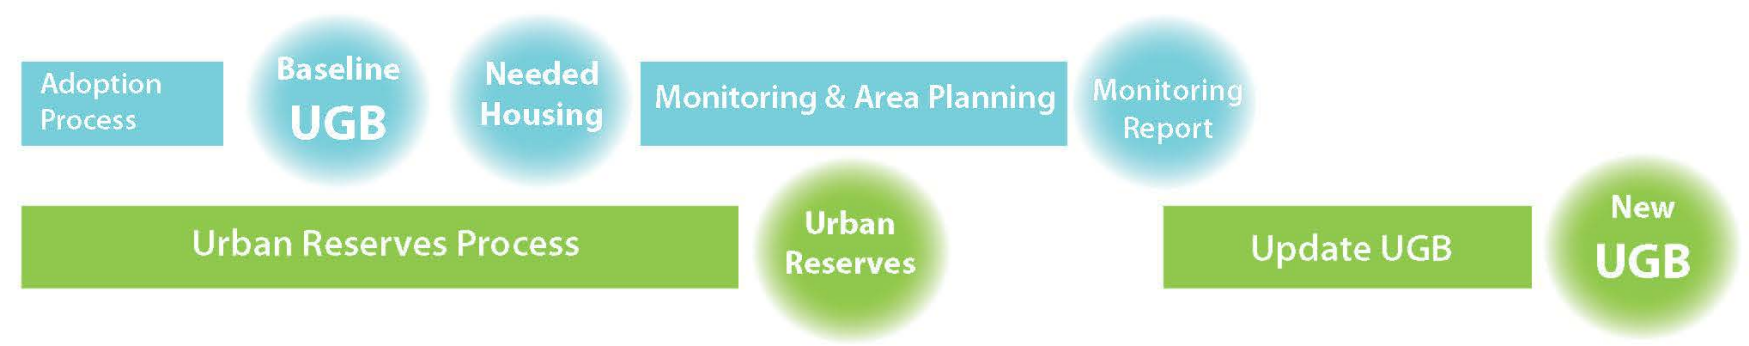 Adoption
Process
Baseline
UGB
Needed
Housing
Monitoring & Area Planning
Monitoring
Report
Urban Reserves Process
Urban
Reserves
Update UGB
New
UGB